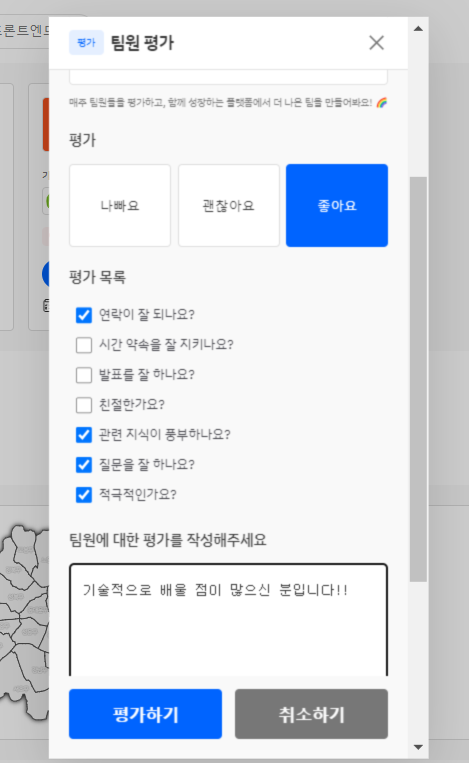 프론트엔드
평가
팀원 평가
매주 팀원들을 평가하고, 함께 성장하는 플랫폼에서 더 나은 팀을 만들어봐요! 🌈
평가
나빠요
괜찮아요
좋아요
평가 목록
연락이 잘 되나요?
시간 약속을 잘 지키나요?
발표를 잘 하나요?
친절한가요?
관련 지식이 풍부하나요?
질문을 잘 하나요?
적극적인가요?
팀원에 대한 평가를 작성해주세요
기술적으로 배울 점이 많으신 분입니다!!
평가하기
취소하기